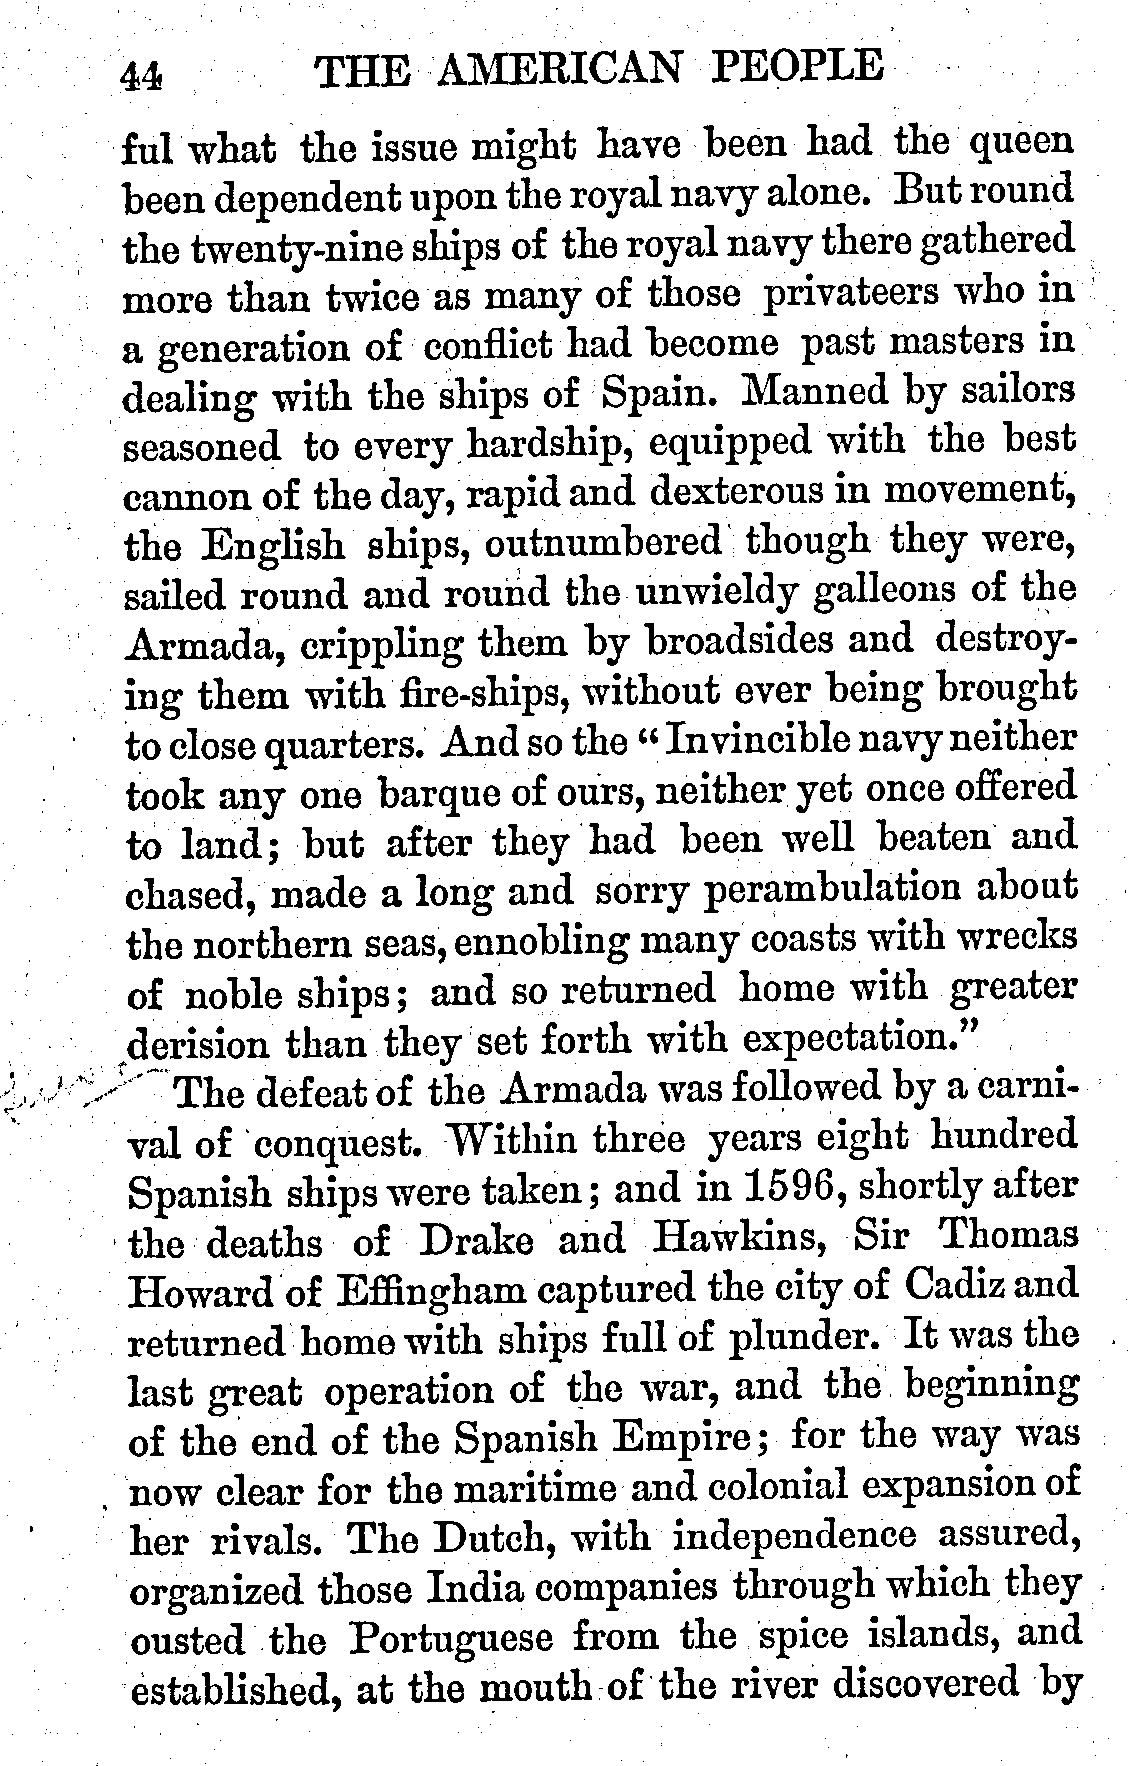 44 THE AMERICAN PEOPLE
ful what the issue might have been had the queen
been dependent upon the royal navy alone. But round
the twenty-nine ships of the royal navy there gathered
more than twice as many of those privateers who in
a generation of conflict had become past masters in
dealing with the ships of Spain. Manned by sailors
seasoned to every hardship, equipped with the best
cannon of the day, rapid and dexterous in movement,
the English ships, outnumbered though they were,
sailed round and round the unwieldy galleons of the
Armada, crippling them by broadsides and destroy-
ing them with fire-ships, without ever being brought
to close quarters. And so the “Invincible navy neither
took any one barque of ours, neither yet once offered
to land; but after they had been well beaten and
chased, made a long and sorry perambulation about
the northern seas, ennobling many coasts with wrecks
of noble ships; and so returned home with greater
derision than they set forth with expectation.”
The defeat of the Armada was followed by a carni-
val of conquest. Within three years eight hundred
Spanish ships were taken; and in 1596, shortly after
the deaths of Drake and Hawkins, Sir Thomas
Howard of Effingham captured the city of Cadiz and
returned home with ships full of plunder. It was the
last great operation of the war, and the beginning
of the end of the Spanish Empire; for the way was
now clear for the maritime and colonial expansion of
her rivals. The Dutch, with independence assured,
organized those India companies through which they
ousted the Portuguese from the spice islands, and
established, at the mouth of the river discovered by